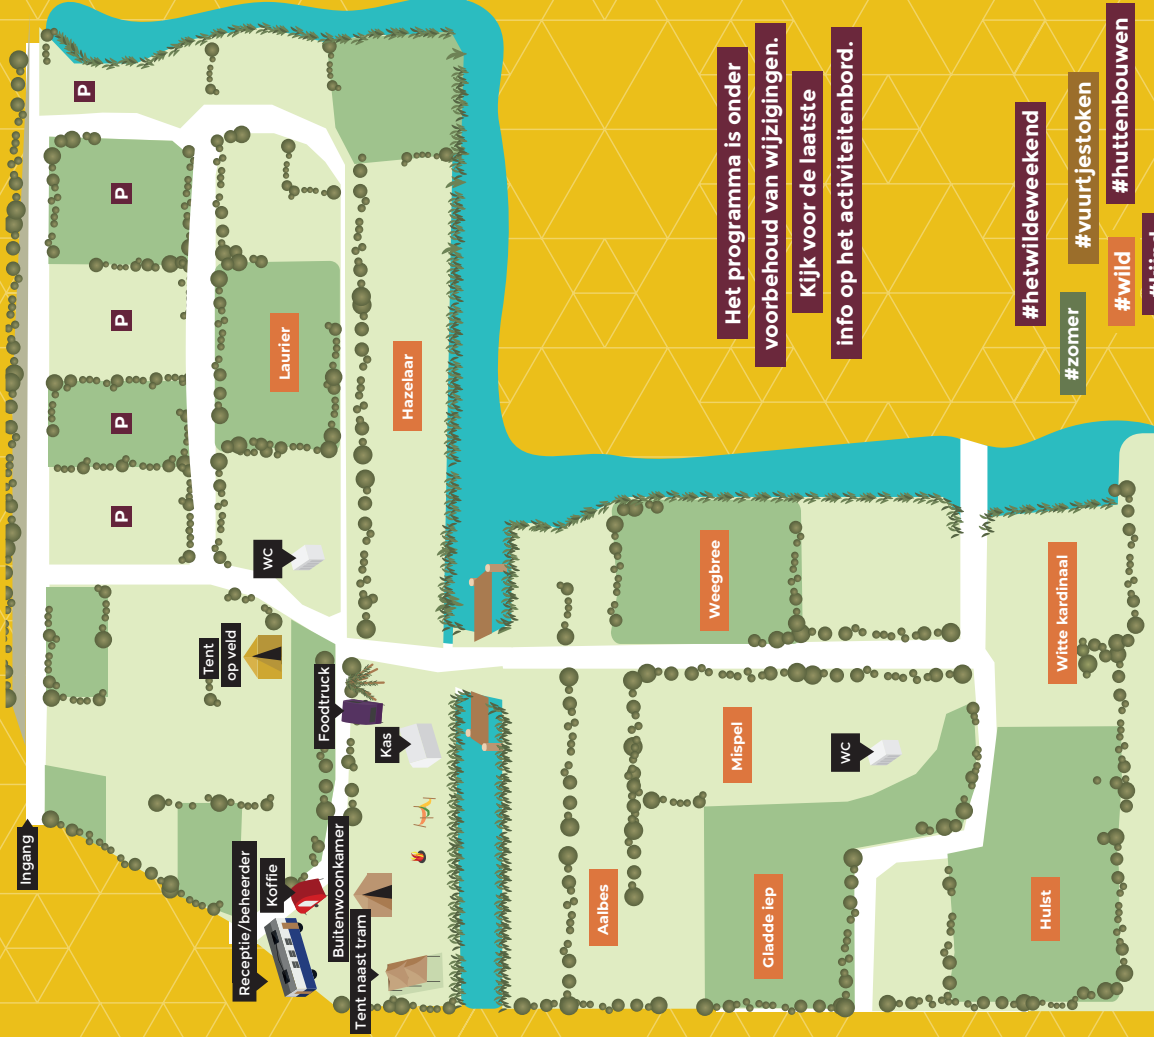 Ingang
P
P
P
P
P
Tent
op veld
Receptie/beheerder
WC
Koffie
Laurier
Foodtruck
Buitenwoonkamer
Tent naast tram
Kas
Hazelaar
Aalbes
Weegbree
Mispel
Gladde iep
WC
Hulst
Witte kardinaal
Het programma is onder
voorbehoud van wijzigingen.
Kijk voor de laatste
info op het activiteitenbord.
#hetwildeweekend
#zomer
#vuurtjestoken
#wild
#huttenbouwen